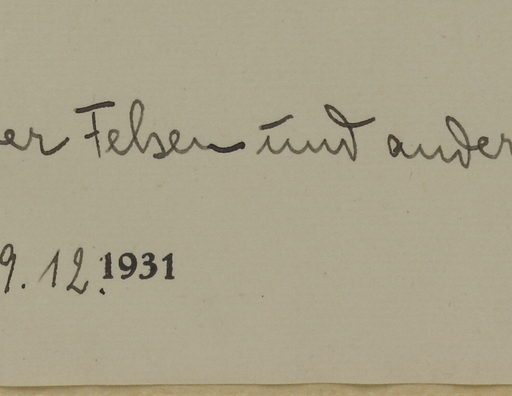 er Felsen und ander
9.12.1931